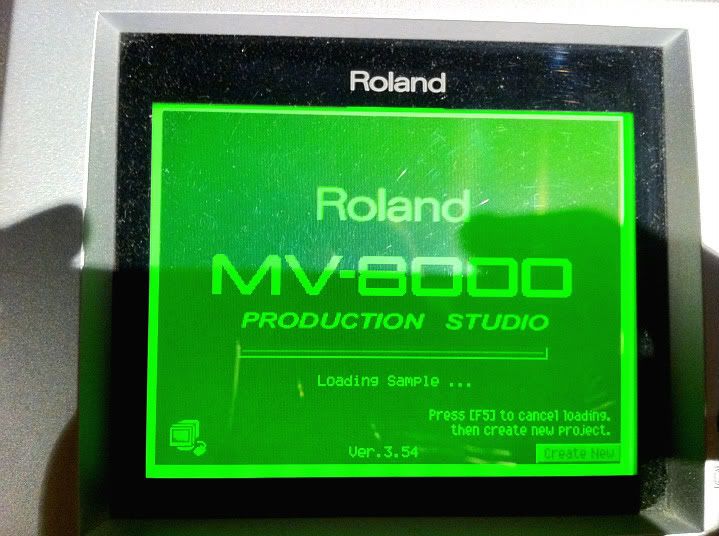 Roland
Roland
MV-8000
PRODUCTION STUDIO
Loading Sample ...
Press [F5] to cancel loading,
then create new project.
Ver.3.54
Create New